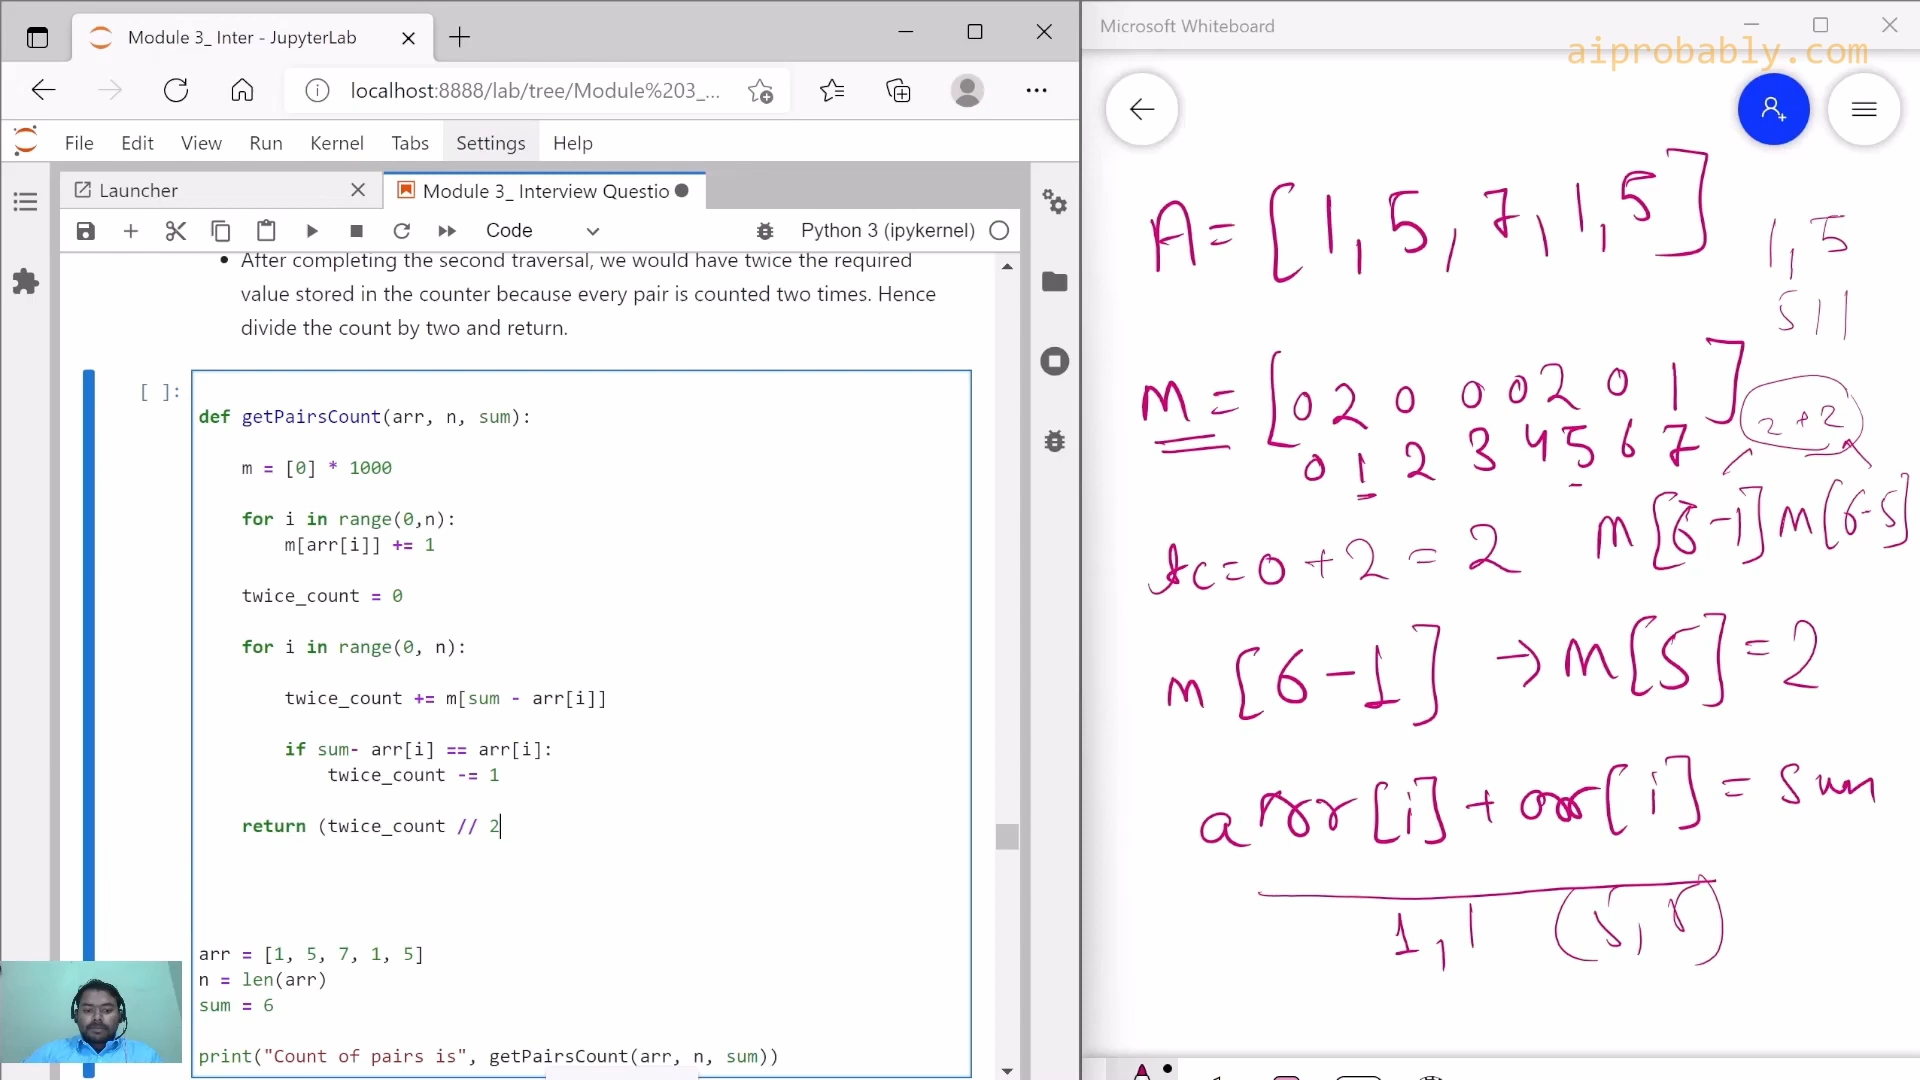 Module 3_ Inter - JupyterLab
localhost:8888/lab/tree/Module%203_...
File Edit View Run Kernel Tabs Settings Help
Launcher
Module 3_ Interview Questio
Code
Python 3 (ipykernel)
After completing the second traversal, we would have twice the required
value stored in the counter because every pair is counted two times. Hence
divide the count by two and return.
[ ]:
def getPairsCount(arr, n, sum):
m = [0] * 1000
for i in range(0,n):
m[arr[i]] += 1
twice_count = 0
for i in range(0, n):
twice_count += m[sum - arr[i]]
if sum- arr[i] == arr[i]:
twice_count -= 1
return (twice_count // 2
arr = [1, 5, 7, 1, 5]
n = len(arr)
sum = 6
print("Count of pairs is", getPairsCount(arr, n, sum))
Microsoft Whiteboard
aiprobably.com
A = [1, 5, 7, 1, 5]
1, 5
5 1 1
M = [0 2 0 0 0 2 0 1]
2 + 2
0 1 2 3 4 5 6 7
m[6-1] m[6-5]
tc = 0 + 2 = 2
m[6-1] → m[5] = 2
arr[i] + arr[i] = sum
1, 1 (5, 5)